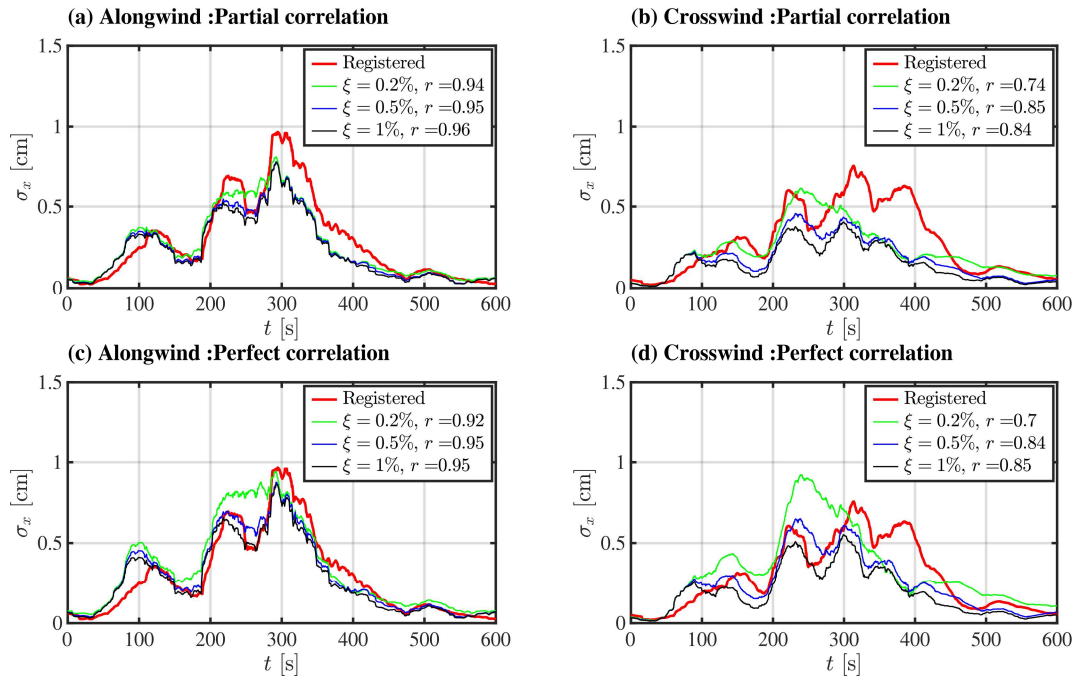 (a) Alongwind :Partial correlation
1.5
1
0.5
0
σx [cm]
0 100 200 300 400 500 600
t [s]
Registered
ξ = 0.2%, r =0.94
ξ = 0.5%, r =0.95
ξ = 1%, r =0.96
(b) Crosswind :Partial correlation
1.5
1
0.5
0
σx [cm]
0 100 200 300 400 500 600
t [s]
Registered
ξ = 0.2%, r =0.74
ξ = 0.5%, r =0.85
ξ = 1%, r =0.84
(c) Alongwind :Perfect correlation
1.5
1
0.5
0
σx [cm]
0 100 200 300 400 500 600
t [s]
Registered
ξ = 0.2%, r =0.92
ξ = 0.5%, r =0.95
ξ = 1%, r =0.95
(d) Crosswind :Perfect correlation
1.5
1
0.5
0
σx [cm]
0 100 200 300 400 500 600
t [s]
Registered
ξ = 0.2%, r =0.7
ξ = 0.5%, r =0.84
ξ = 1%, r =0.85